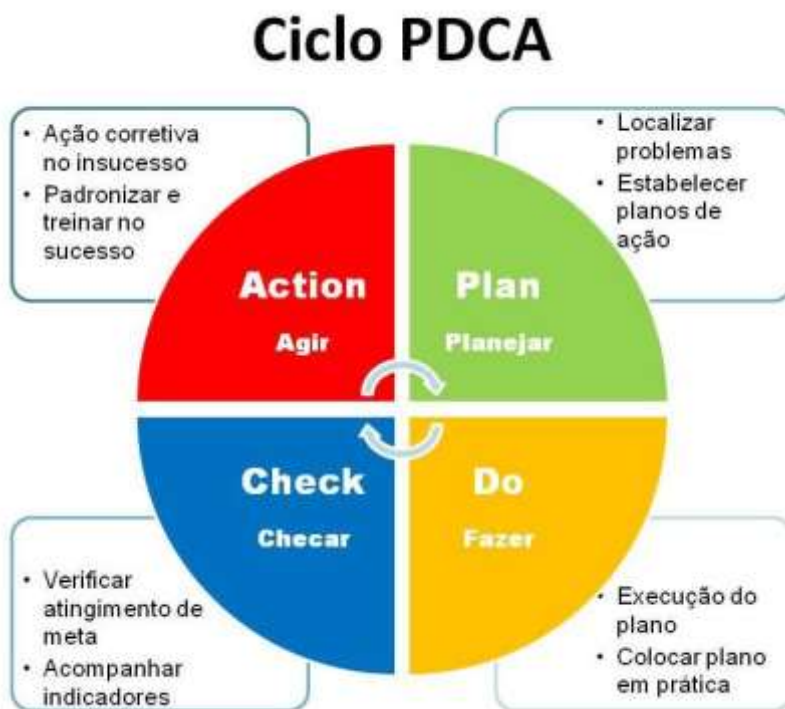 Ciclo PDCA
• Ação corretiva
no insucesso
• Padronizar e
treinar no
sucesso
• Localizar
problemas
• Estabelecer
planos de
ação
Action
Agir
Plan
Planejar
Check
Checar
Do
Fazer
• Verificar
atingimento de
meta
• Acompanhar
indicadores
• Execução do
plano
• Colocar plano
em prática